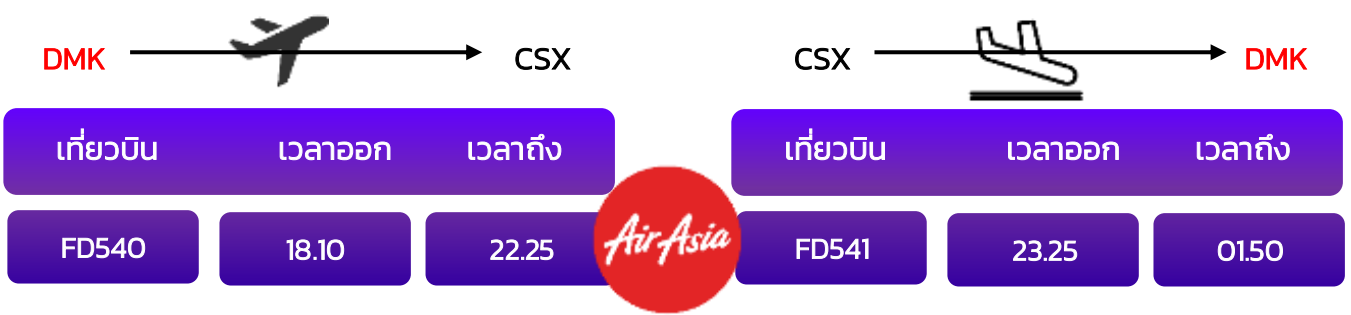 DMK CSX
เที่ยวบิน เวลาออก เวลาถึง
FD540 18.10 22.25
AirAsia
CSX DMK
เที่ยวบิน เวลาออก เวลาถึง
FD541 23.25 01.50